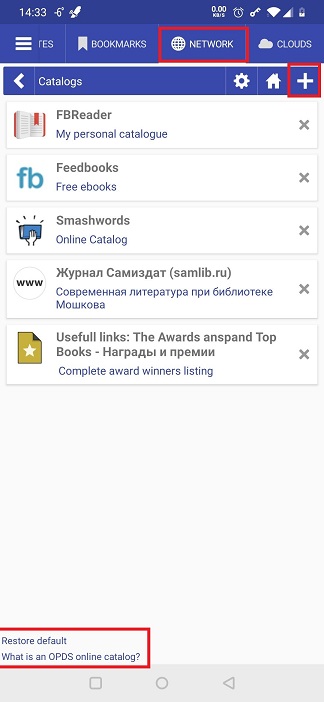 14:33 -6° 0.00 KB/s
TES BOOKMARKS NETWORK CLOUDS
Catalogs
FBReader
My personal catalogue
fb Feedbooks
Free ebooks
Smashwords
Online Catalog
www Журнал Самиздат (samlib.ru)
Современная литература при библиотеке
Мошкова
Usefull links: The Awards anspand Top
Books - Награды и премии
Complete award winners listing
Restore default
What is an OPDS online catalog?